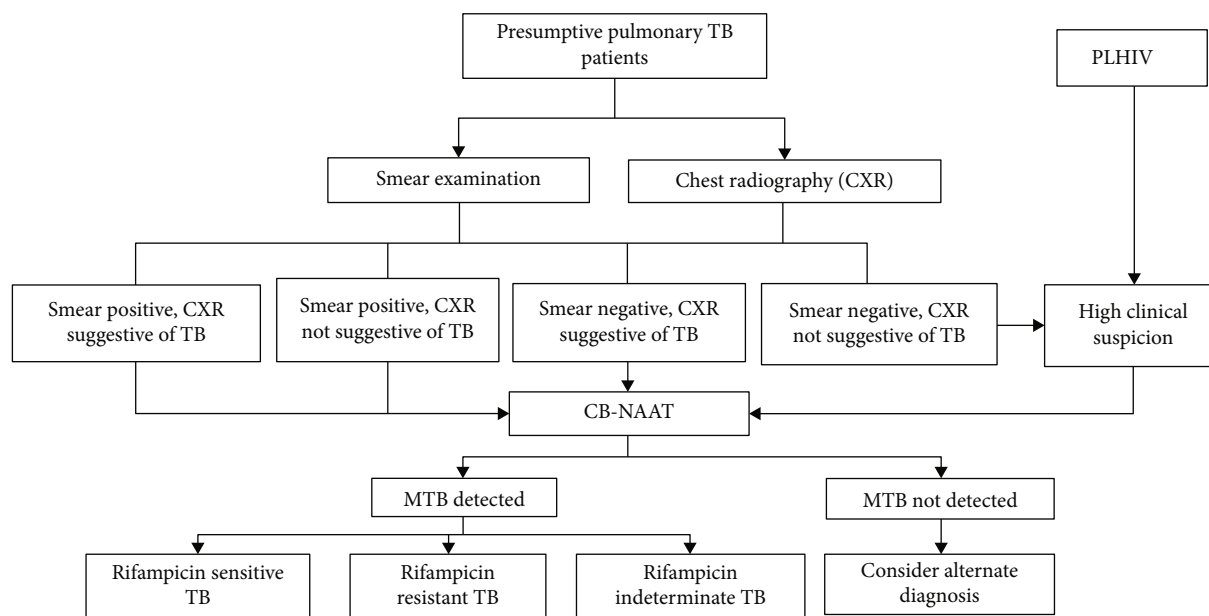 Presumptive pulmonary TB
patients
PLHIV
Smear examination
Chest radiography (CXR)
Smear positive, CXR
suggestive of TB
Smear positive, CXR
not suggestive of TB
Smear negative, CXR
suggestive of TB
Smear negative, CXR
not suggestive of TB
High clinical
suspicion
CB-NAAT
MTB detected
MTB not detected
Rifampicin sensitive
TB
Rifampicin
resistant TB
Rifampicin
indeterminate TB
Consider alternate
diagnosis